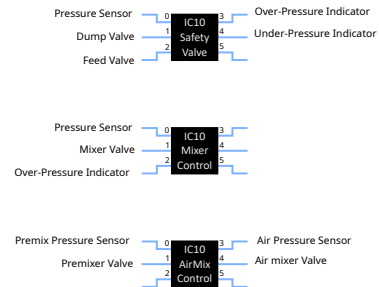 Pressure Sensor 0 IC10 3 Over-Pressure Indicator
Dump Valve 1 Safety 4 Under-Pressure Indicator
Feed Valve 2 Valve 5
Pressure Sensor 0 IC10 3
Mixer Valve 1 Mixer 4
Over-Pressure Indicator 2 Control 5
Premix Pressure Sensor 0 IC10 3 Air Pressure Sensor
Premixer Valve 1 AirMix 4 Air mixer Valve
2 Control 5